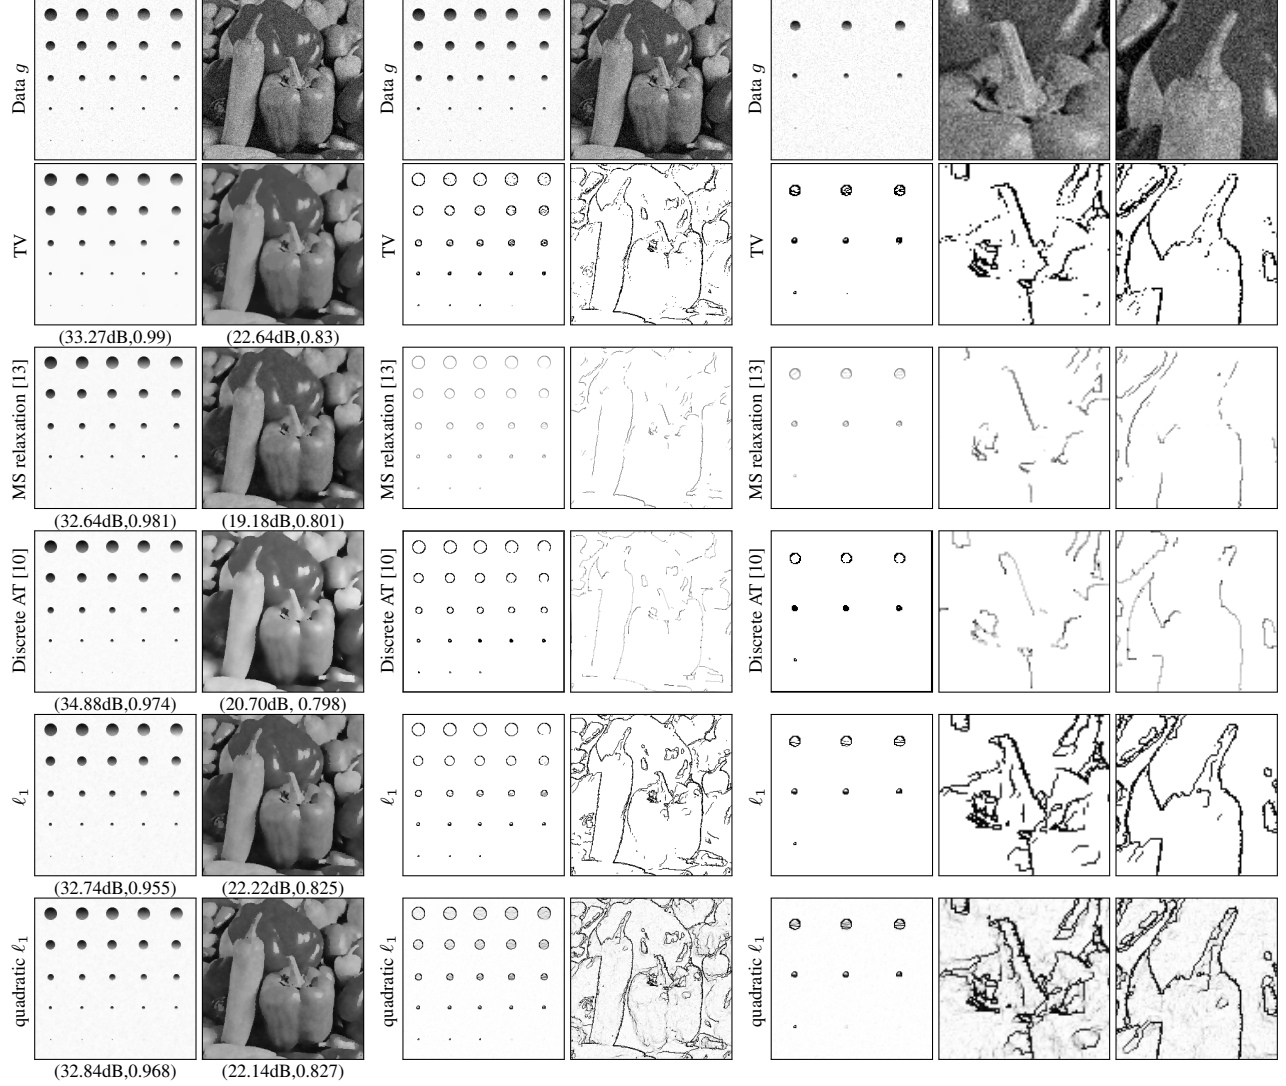 Data g
Data g
Data g
TV
TV
TV
(33.27dB,0.99)
(22.64dB,0.83)
MS relaxation [13]
MS relaxation [13]
MS relaxation [13]
(32.64dB,0.981)
(19.18dB,0.801)
Discrete AT [10]
Discrete AT [10]
Discrete AT [10]
(34.88dB,0.974)
(20.70dB, 0.798)
ℓ₁
ℓ₁
ℓ₁
(32.74dB,0.955)
(22.22dB,0.825)
quadratic ℓ₁
quadratic ℓ₁
quadratic ℓ₁
(32.84dB,0.968)
(22.14dB,0.827)